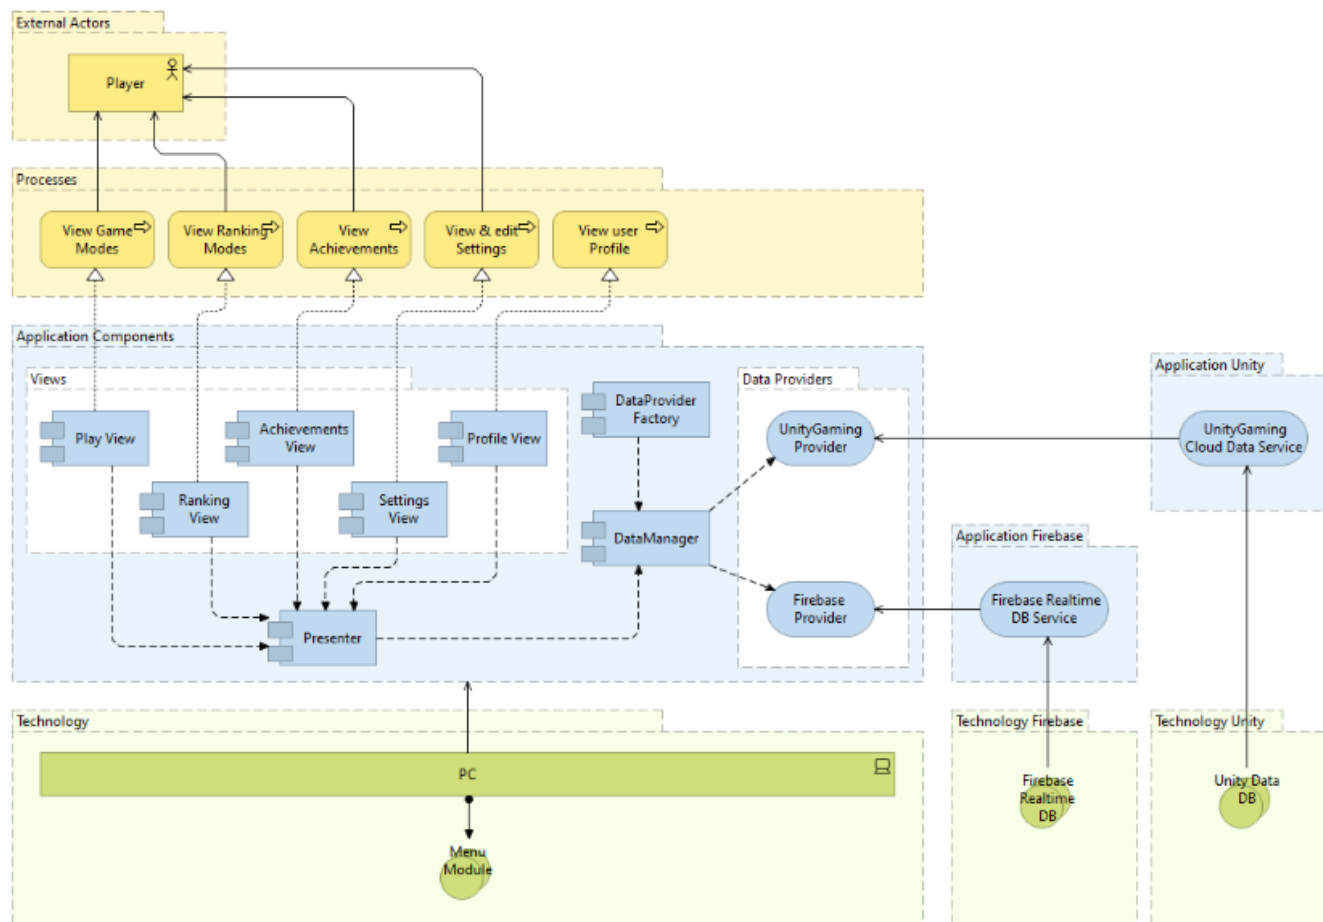 External Actors
Player
Processes
View Game
Modes
View Ranking
Modes
View
Achievements
View & edit
Settings
View user
Profile
Application Components
Views
Play View
Achievements
View
Profile View
Ranking
View
Settings
View
DataProvider
Factory
DataManager
Presenter
Data Providers
UnityGaming
Provider
Firebase
Provider
Application Unity
UnityGaming
Cloud Data Service
Application Firebase
Firebase Realtime
DB Service
Technology
PC
Menu
Module
Technology Firebase
Firebase
Realtime
DB
Technology Unity
Unity Data
DB